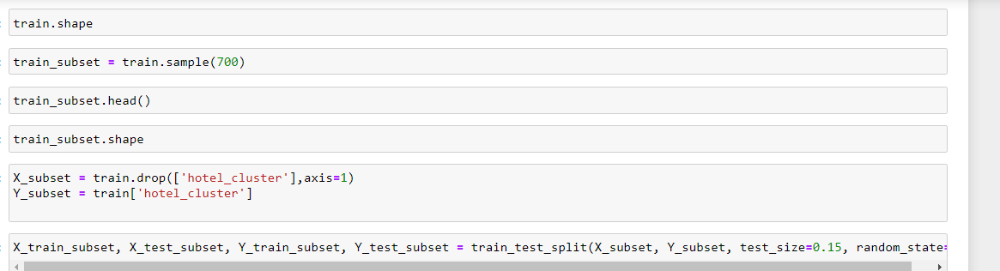 train.shape
train_subset = train.sample(700)
train_subset.head()
train_subset.shape
X_subset = train.drop(['hotel_cluster'],axis=1)
Y_subset = train['hotel_cluster']
X_train_subset, X_test_subset, Y_train_subset, Y_test_subset = train_test_split(X_subset, Y_subset, test_size=0.15, random_state=